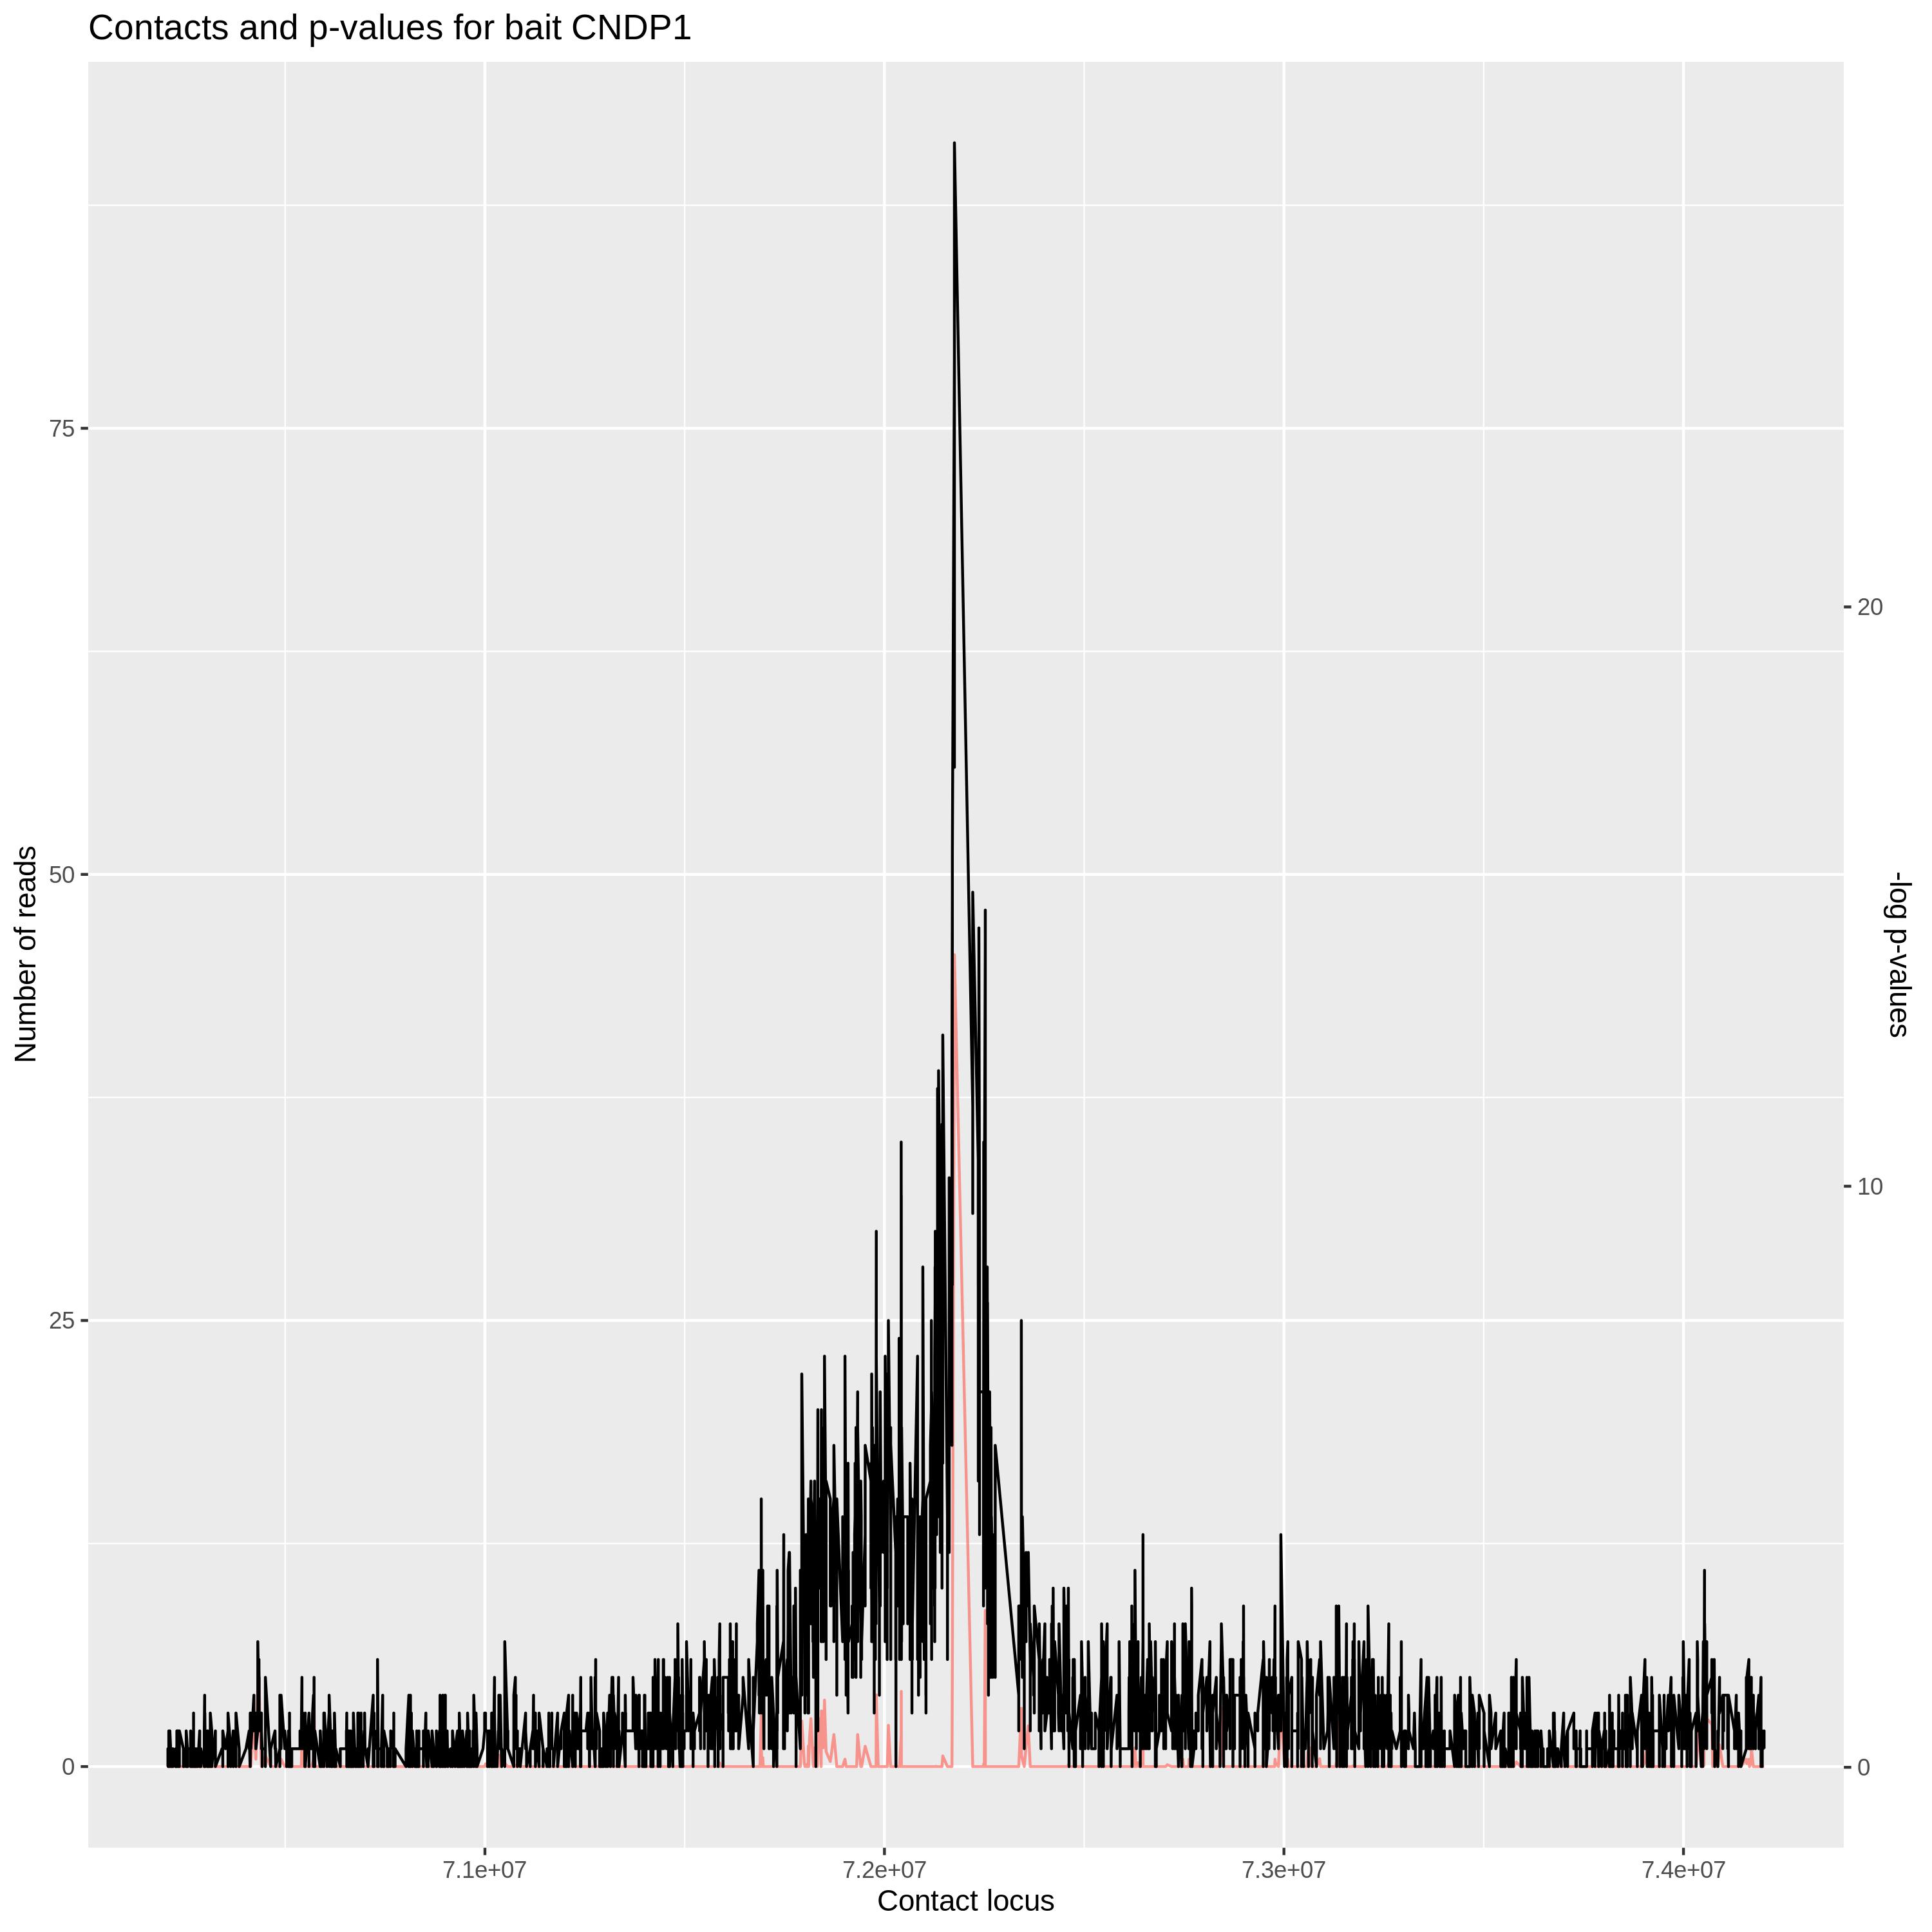 Contacts and p-values for bait CNDP1
75
50
25
0
Number of reads
20
10
0
-log p-values
7.1e+07 7.2e+07 7.3e+07 7.4e+07
Contact locus